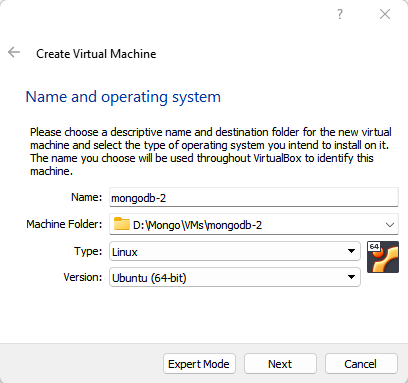 ?
Create Virtual Machine
Name and operating system
Please choose a descriptive name and destination folder for the new virtual
machine and select the type of operating system you intend to install on it.
The name you choose will be used throughout VirtualBox to identify this
machine.
Name: mongodb-2
Machine Folder: D:\Mongo\VMs\mongodb-2
Type: Linux
64
Version: Ubuntu (64-bit)
Expert Mode Next Cancel